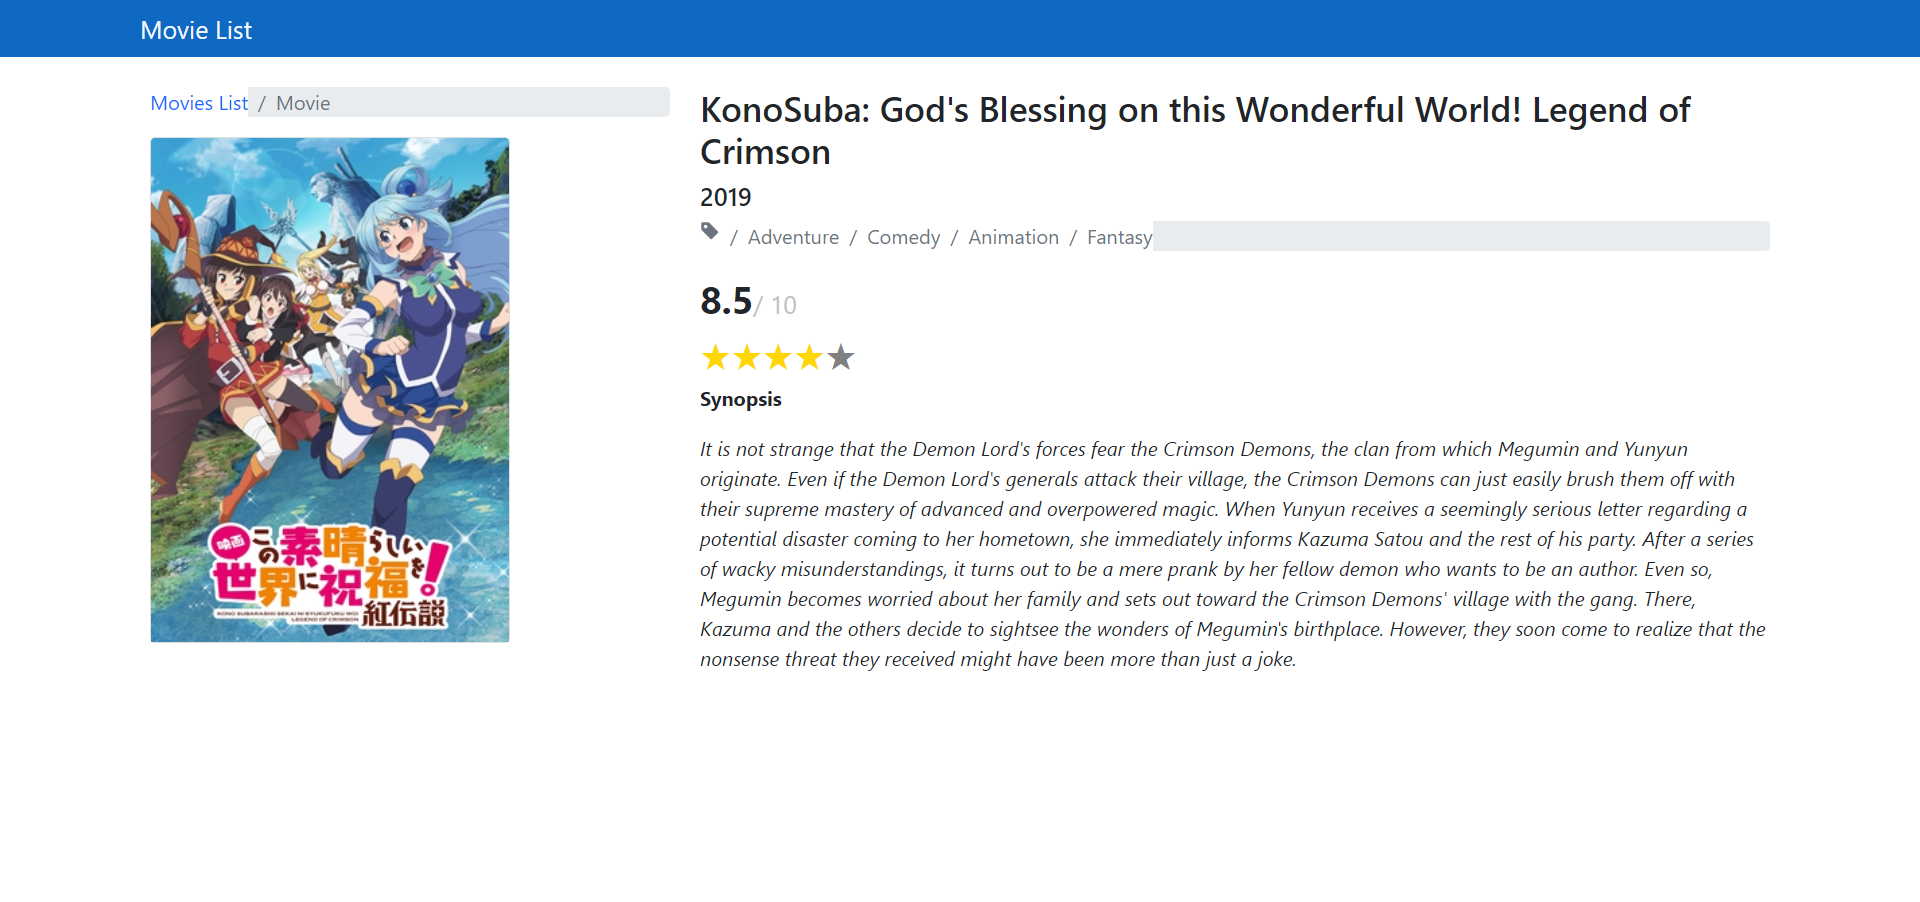 Movie List
Movies List / Movie
映画
この素晴らしい
世界に祝福を!
KONO SUBARASHII SEKAI NI SYUKUFUKU WO!
LEGEND OF CRIMSON
紅伝説
KonoSuba: God's Blessing on this Wonderful World! Legend of
Crimson
2019
/ Adventure / Comedy / Animation / Fantasy
8.5/ 10
Synopsis
It is not strange that the Demon Lord's forces fear the Crimson Demons, the clan from which Megumin and Yunyun
originate. Even if the Demon Lord's generals attack their village, the Crimson Demons can just easily brush them off with
their supreme mastery of advanced and overpowered magic. When Yunyun receives a seemingly serious letter regarding a
potential disaster coming to her hometown, she immediately informs Kazuma Satou and the rest of his party. After a series
of wacky misunderstandings, it turns out to be a mere prank by her fellow demon who wants to be an author. Even so,
Megumin becomes worried about her family and sets out toward the Crimson Demons' village with the gang. There,
Kazuma and the others decide to sightsee the wonders of Megumin's birthplace. However, they soon come to realize that the
nonsense threat they received might have been more than just a joke.